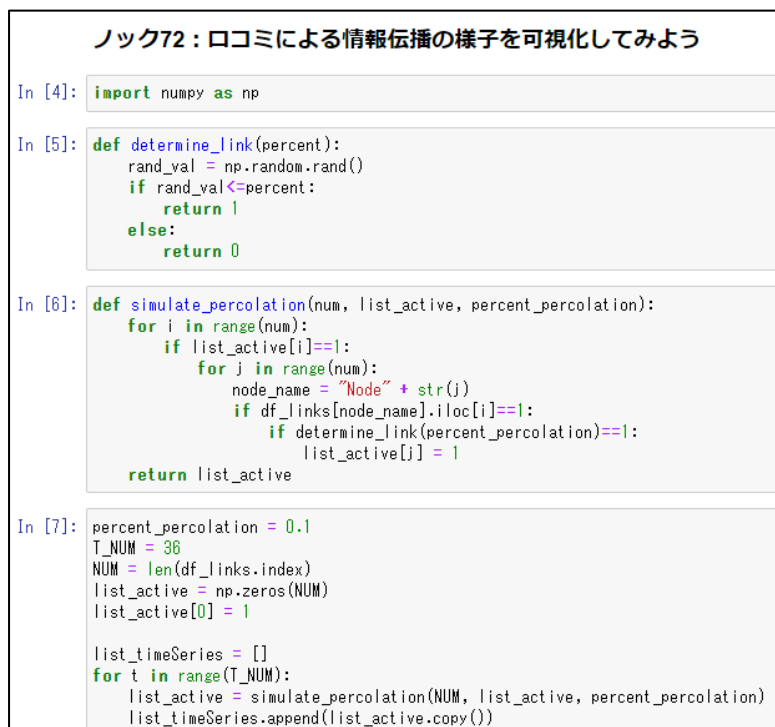 ノック72：口コミによる情報伝播の様子を可視化してみよう
In [4]: import numpy as np
In [5]: def determine_link(percent):
    rand_val = np.random.rand()
    if rand_val<=percent:
        return 1
    else:
        return 0
In [6]: def simulate_percolation(num, list_active, percent_percolation):
    for i in range(num):
        if list_active[i]==1:
            for j in range(num):
                node_name = "Node" + str(j)
                if df_links[node_name].iloc[i]==1:
                    if determine_link(percent_percolation)==1:
                        list_active[j] = 1
    return list_active
In [7]: percent_percolation = 0.1
T_NUM = 36
NUM = len(df_links.index)
list_active = np.zeros(NUM)
list_active[0] = 1
list_timeSeries = []
for t in range(T_NUM):
    list_active = simulate_percolation(NUM, list_active, percent_percolation)
    list_timeSeries.append(list_active.copy())